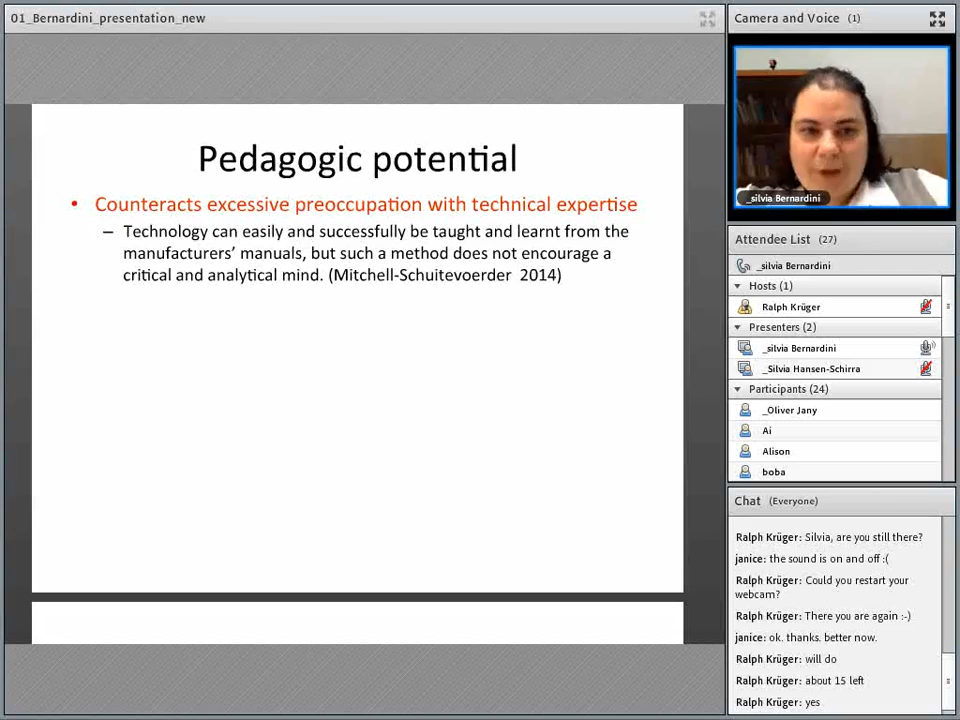 01_Bernardini_presentation_new
Pedagogic potential
• Counteracts excessive preoccupation with technical expertise
– Technology can easily and successfully be taught and learnt from the
manufacturers’ manuals, but such a method does not encourage a
critical and analytical mind. (Mitchell-Schuitevoerder 2014)
Camera and Voice (1)
_silvia Bernardini
Attendee List (27)
_silvia Bernardini
Hosts (1)
Ralph Krüger
Presenters (2)
_silvia Bernardini
_Silvia Hansen-Schirra
Participants (24)
_Oliver Jany
Ai
Alison
boba
Chat (Everyone)
Ralph Krüger: Silvia, are you still there?
janice: the sound is on and off :(
Ralph Krüger: Could you restart your
webcam?
Ralph Krüger: There you are again :-)
janice: ok. thanks. better now.
Ralph Krüger: will do
Ralph Krüger: about 15 left
Ralph Krüger: yes